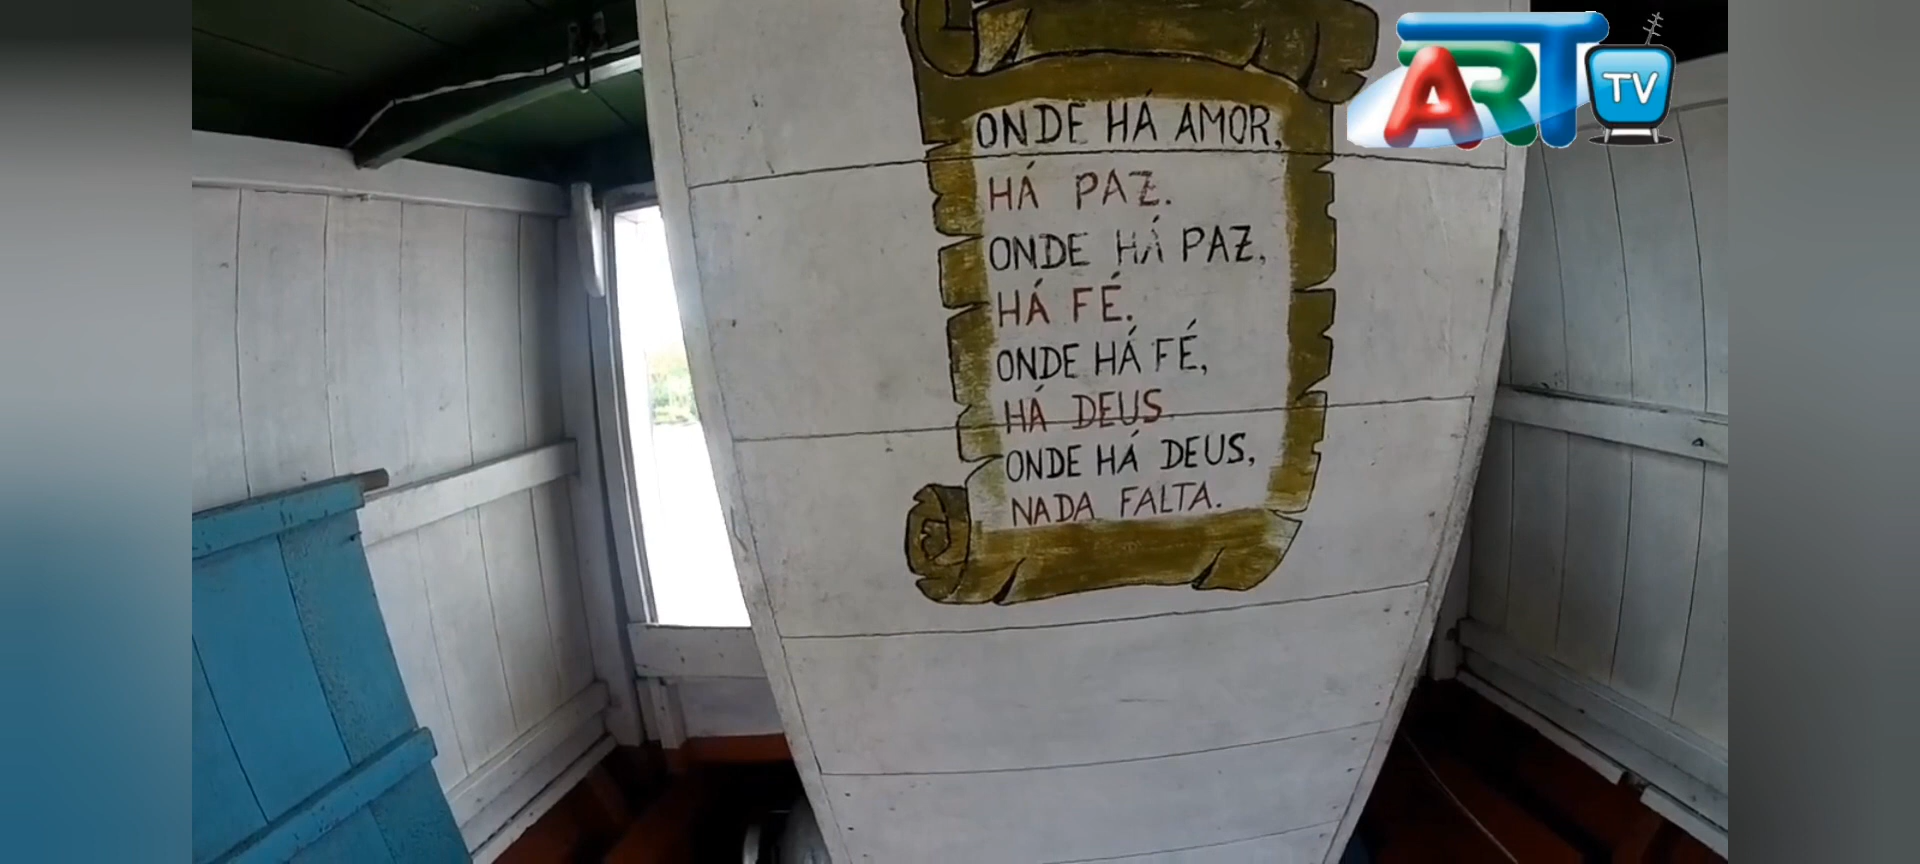 ART TV
ONDE HÁ AMOR,
HÁ PAZ.
ONDE HÁ PAZ,
HÁ FÉ.
ONDE HÁ FÉ,
HÁ DEUS.
ONDE HÁ DEUS,
NADA FALTA.